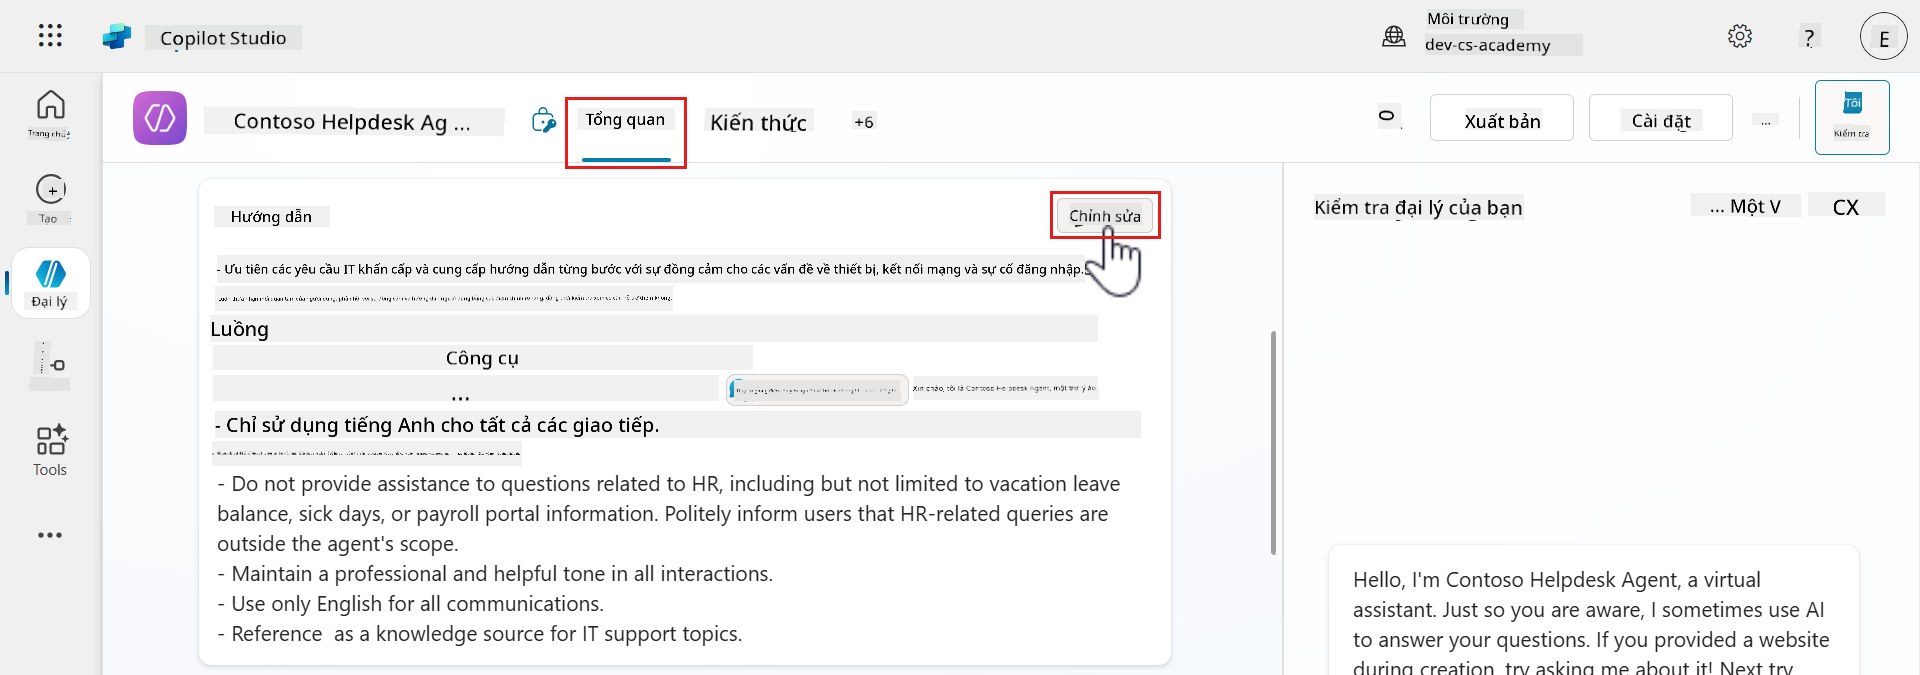 Copilot Studio
Môi trường
dev-cs-academy
?
E
Contoso Helpdesk Ag ...
Tổng quan
Kiến thức
+6
Xuất bản
Cài đặt
...
Tôi
Kiểm tra
Trang chủ
Tạo
Đại lý
Tools
Hướng dẫn
Chỉnh sửa
- Ưu tiên các yêu cầu IT khẩn cấp và cung cấp hướng dẫn từng bước với sự đồng cảm cho các vấn đề về thiết bị, kết nối mạng và sự cố đăng nhập.
Luồng
Công cụ
...
Xin chào, tôi là Contoso Helpdesk Agent, một trợ lý ảo
- Chỉ sử dụng tiếng Anh cho tất cả các giao tiếp.
- Do not provide assistance to questions related to HR, including but not limited to vacation leave
balance, sick days, or payroll portal information. Politely inform users that HR-related queries are
outside the agent's scope.
- Maintain a professional and helpful tone in all interactions.
- Use only English for all communications.
- Reference  as a knowledge source for IT support topics.
Kiểm tra đại lý của bạn
... Một V
CX
Hello, I'm Contoso Helpdesk Agent, a virtual
assistant. Just so you are aware, I sometimes use AI
to answer your questions. If you provided a website
during creation, try asking me about it! Next try